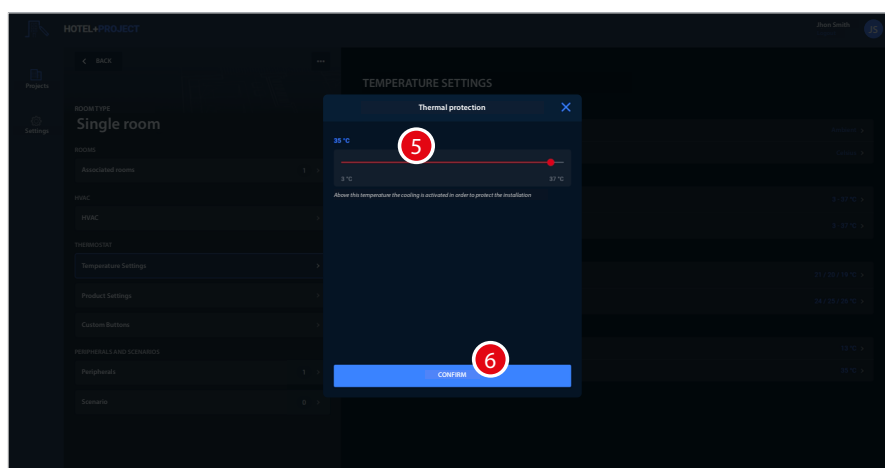 HOTEL+PROJECT
Jhon Smith
JS
BACK
Projects
Settings
ROOM TYPE
Single room
ROOMS
Associated rooms 1
HVAC
HVAC
THERMOSTAT
Temperature Settings
Product Settings
Custom Buttons
PERIPHERALS AND SCENARIOS
Peripherals 1
Scenario 0
TEMPERATURE SETTINGS
Thermal protection
35 °C
5
3 °C 37 °C
Above this temperature the cooling is activated in order to protect the installation
6
CONFIRM